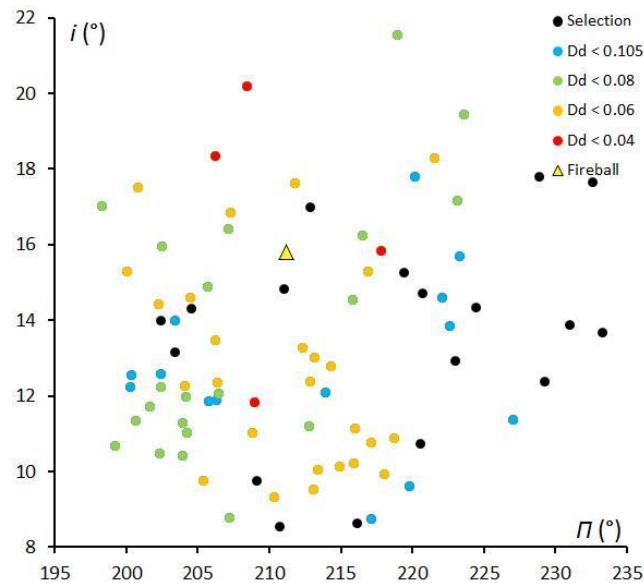 22
20
18
16
14
12
10
8
i (°)
Selection
Dd < 0.105
Dd < 0.08
Dd < 0.06
Dd < 0.04
Fireball
Π (°)
195 200 205 210 215 220 225 230 235